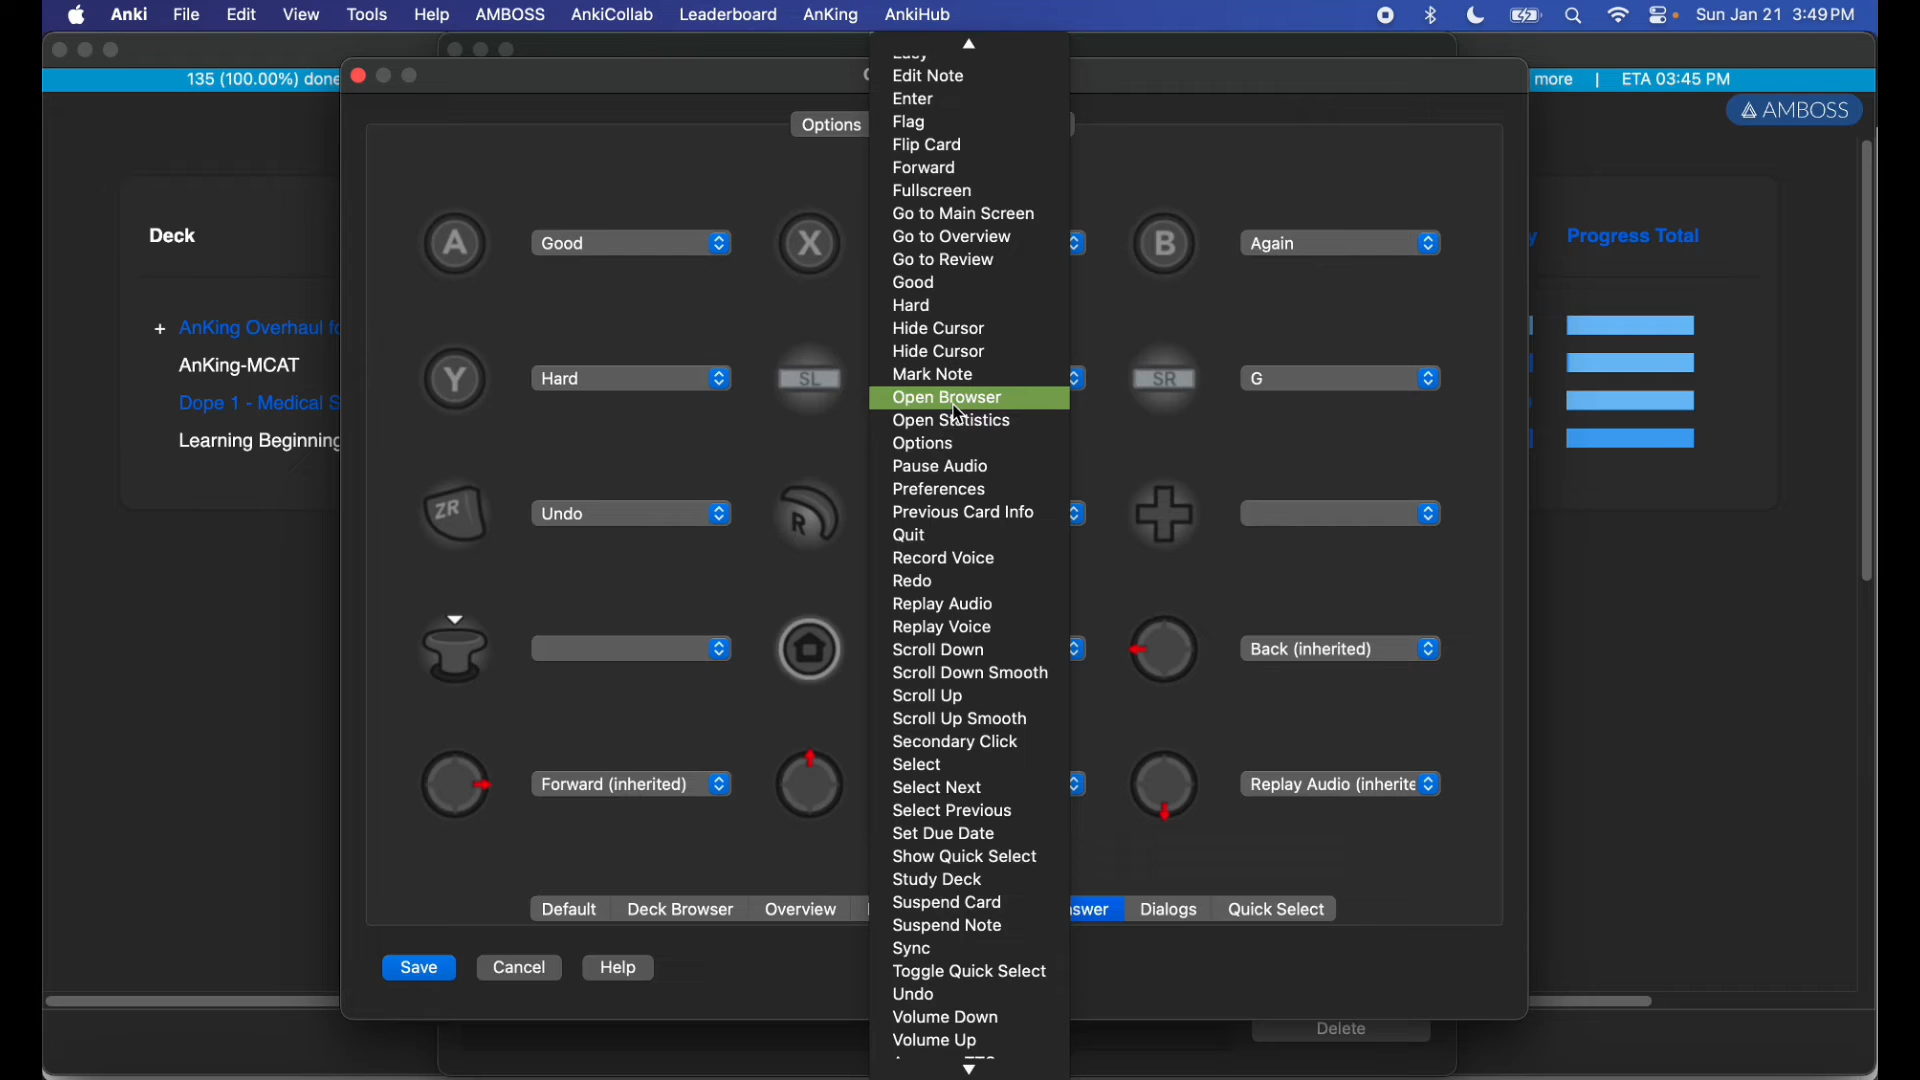 Anki File Edit View Tools Help AMBOSS AnkiCollab Leaderboard AnKing AnkiHub Sun Jan 21 3:49 PM
135 (100.00%) done
more | ETA 03:45 PM
AMBOSS
Options
Deck
Progress Total
+ AnKing Overhaul
AnKing-MCAT
Dope 1 - Medical
Learning Beginning
A Good X B Again
Y Hard SL SR G
ZR Undo R
Back (inherited)
Forward (inherited) Replay Audio (inherite
Edit Note
Enter
Flag
Flip Card
Forward
Fullscreen
Go to Main Screen
Go to Overview
Go to Review
Good
Hard
Hide Cursor
Hide Cursor
Mark Note
Open Browser
Open Statistics
Options
Pause Audio
Preferences
Previous Card Info
Quit
Record Voice
Redo
Replay Audio
Replay Voice
Scroll Down
Scroll Down Smooth
Scroll Up
Scroll Up Smooth
Secondary Click
Select
Select Next
Select Previous
Set Due Date
Show Quick Select
Study Deck
Suspend Card
Suspend Note
Sync
Toggle Quick Select
Undo
Volume Down
Volume Up
Default Deck Browser Overview nswer Dialogs Quick Select
Save Cancel Help
Delete